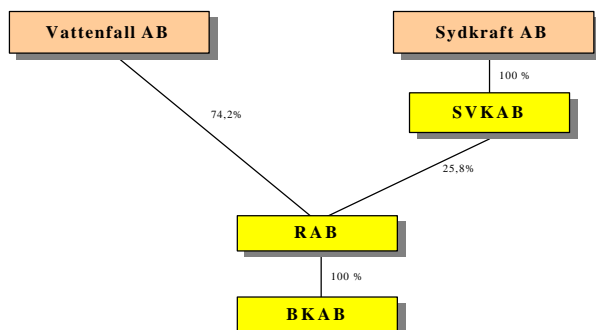 Vattenfall AB
Sydkraft AB
100 %
SVKAB
74,2%
25,8%
RAB
100 %
BKAB